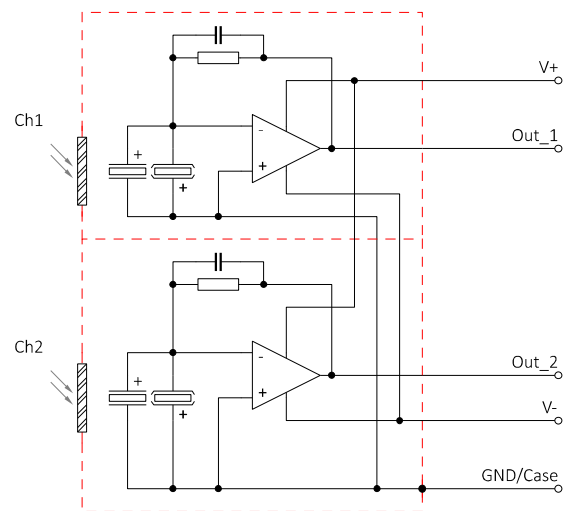 V+
Ch1
Out_1
-
+
+
+
Ch2
Out_2
-
+
+
+
V-
GND/Case